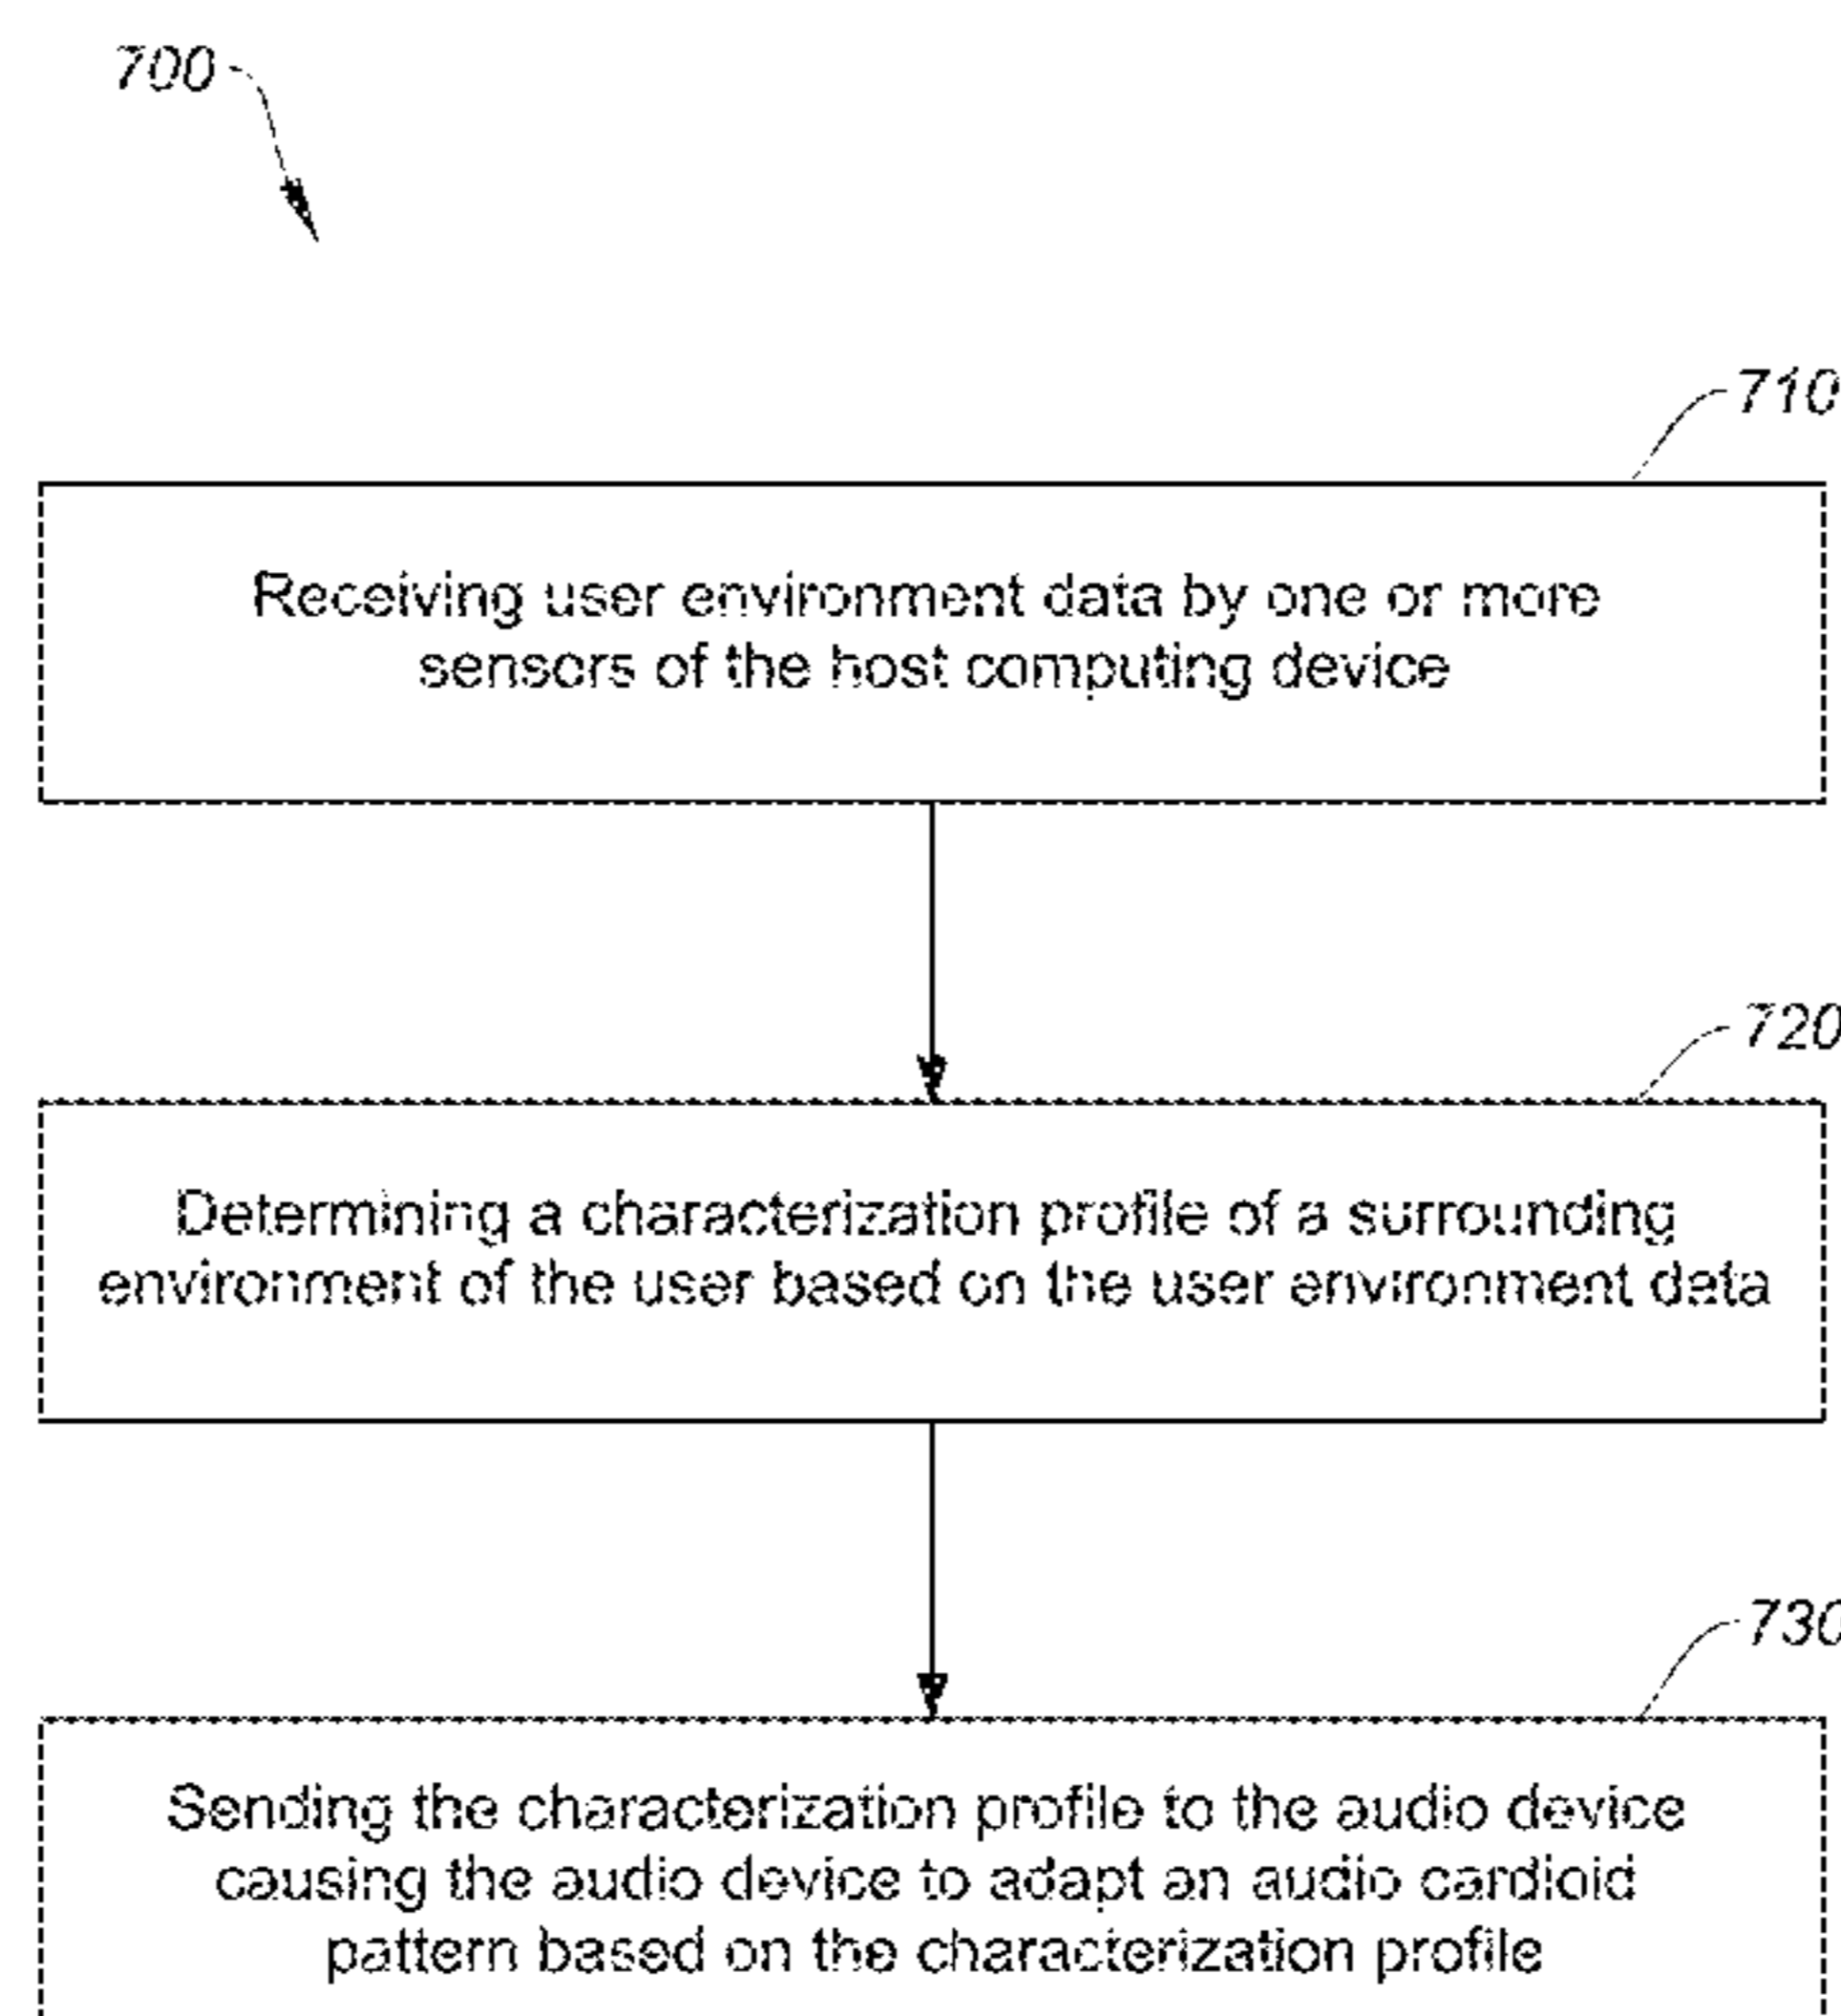 700
710
Receiving user environment data by one or more
sensors of the host computing device
720
Determining a characterization profile of a surrounding
environment of the user based on the user environment data
730
Sending the characterization profile to the audio device
causing the audio device to adapt an audio cardioid
pattern based on the characterization profile